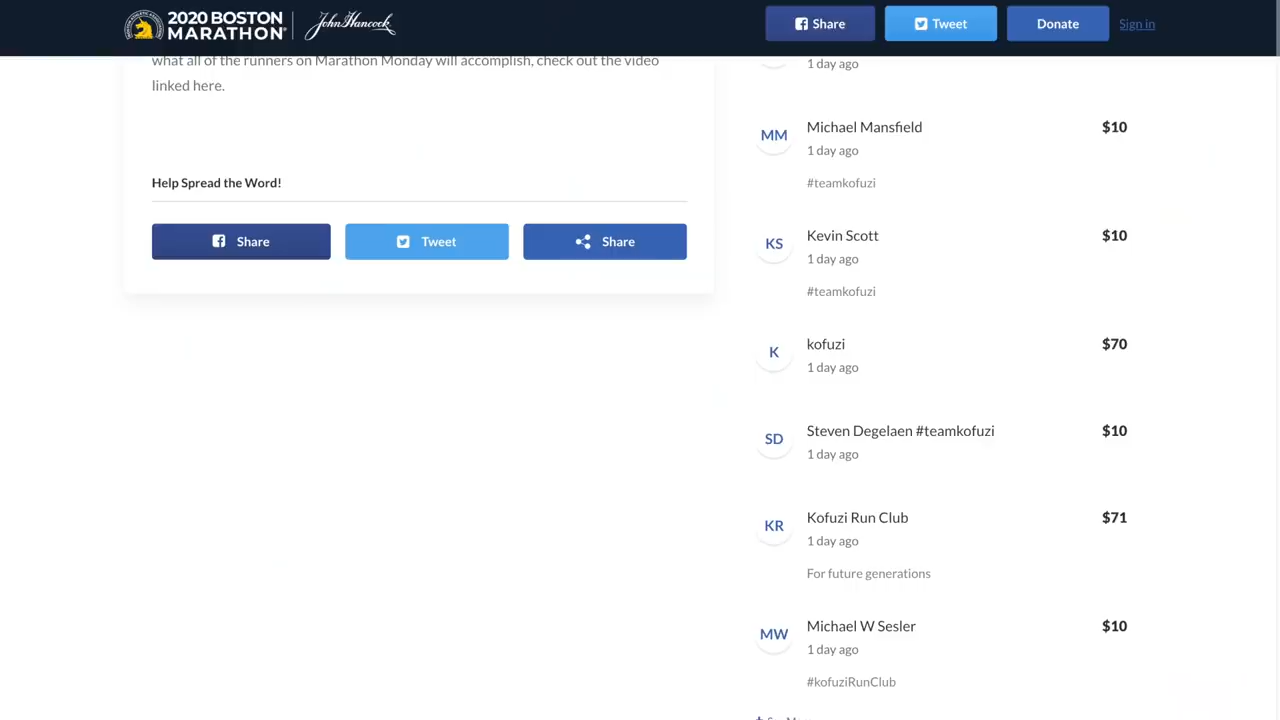 2020 BOSTON
MARATHON
John Hancock
Share
Tweet
Donate
Sign in
what all of the runners on Marathon Monday will accomplish, check out the video
linked here.
Help Spread the Word!
Share
Tweet
Share
1 day ago
MM
Michael Mansfield
$10
1 day ago
#teamkofuzi
KS
Kevin Scott
$10
1 day ago
#teamkofuzi
K
kofuzi
$70
1 day ago
SD
Steven Degelaen #teamkofuzi
$10
1 day ago
KR
Kofuzi Run Club
$71
1 day ago
For future generations
MW
Michael W Sesler
$10
1 day ago
#kofuziRunClub